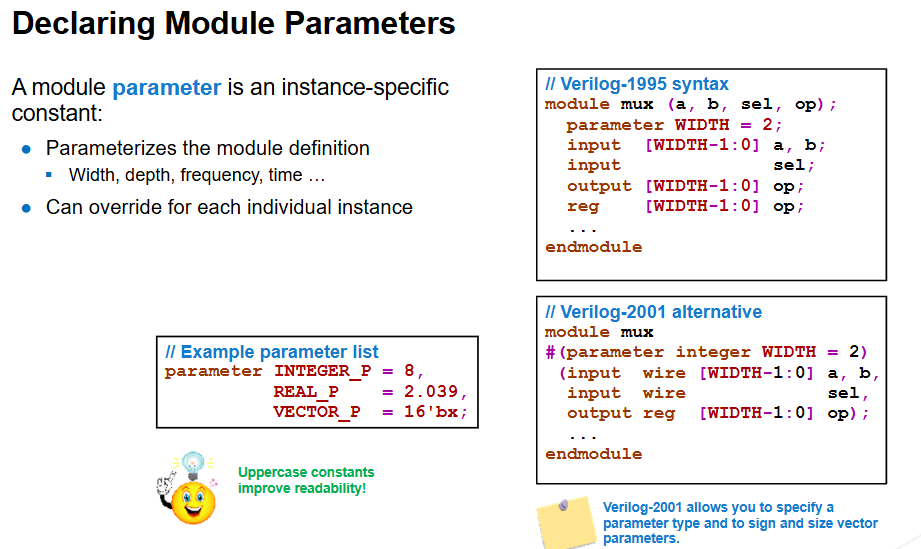 Declaring Module Parameters
A module parameter is an instance-specific
constant:
Parameterizes the module definition
Width, depth, frequency, time …
Can override for each individual instance
// Verilog-1995 syntax
module mux (a, b, sel, op);
parameter WIDTH = 2;
input [WIDTH-1:0] a, b;
input sel;
output [WIDTH-1:0] op;
reg [WIDTH-1:0] op;
...
endmodule
// Verilog-2001 alternative
module mux
#(parameter integer WIDTH = 2)
(input wire [WIDTH-1:0] a, b,
input wire sel,
output reg [WIDTH-1:0] op);
...
endmodule
// Example parameter list
parameter INTEGER_P = 8,
REAL_P = 2.039,
VECTOR_P = 16'bx;
Uppercase constants
improve readability!
Verilog-2001 allows you to specify a
parameter type and to sign and size vector
parameters.